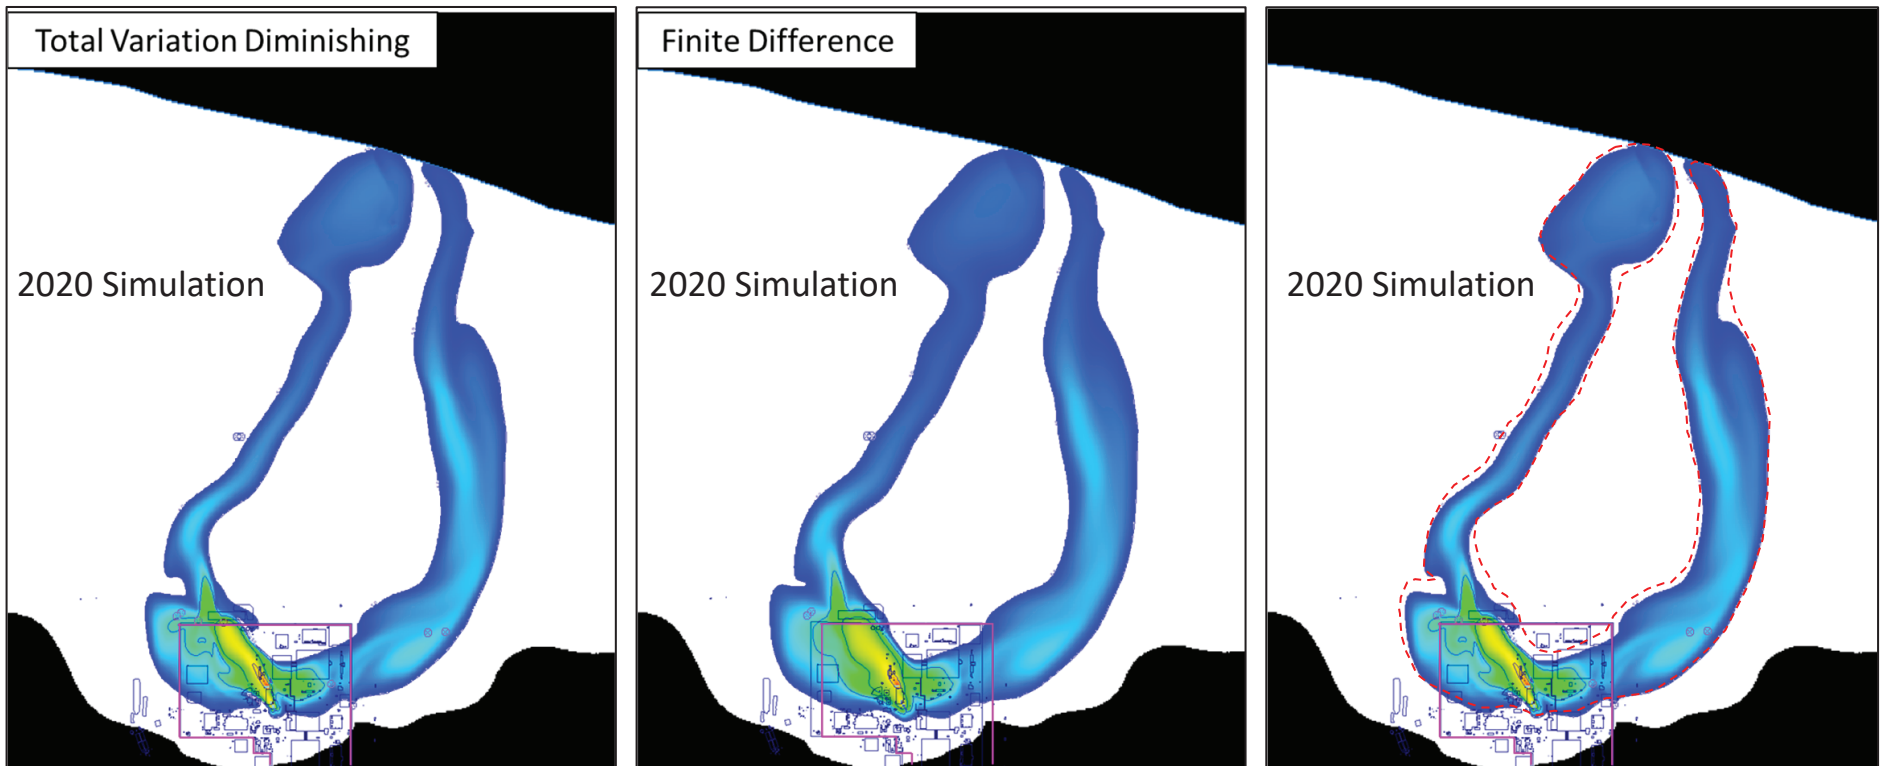 Total Variation Diminishing
Finite Difference
2020 Simulation
2020 Simulation
2020 Simulation